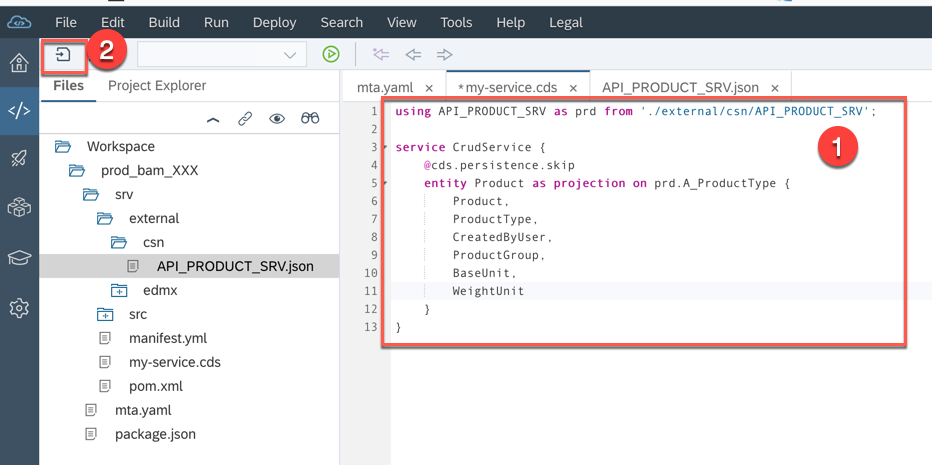 File Edit Build Run Deploy Search View Tools Help Legal
2
Files Project Explorer
mta.yaml × *my-service.cds × API_PRODUCT_SRV.json ×
Workspace
prod_bam_XXX
srv
external
csn
API_PRODUCT_SRV.json
edmx
src
manifest.yml
my-service.cds
pom.xml
mta.yaml
package.json
1 using API_PRODUCT_SRV as prd from './external/csn/API_PRODUCT_SRV';
2
3 service CrudService {
4 @cds.persistence.skip
5 entity Product as projection on prd.A_ProductType {
6 Product,
7 ProductType,
8 CreatedByUser,
9 ProductGroup,
10 BaseUnit,
11 WeightUnit
12 }
13 }
1